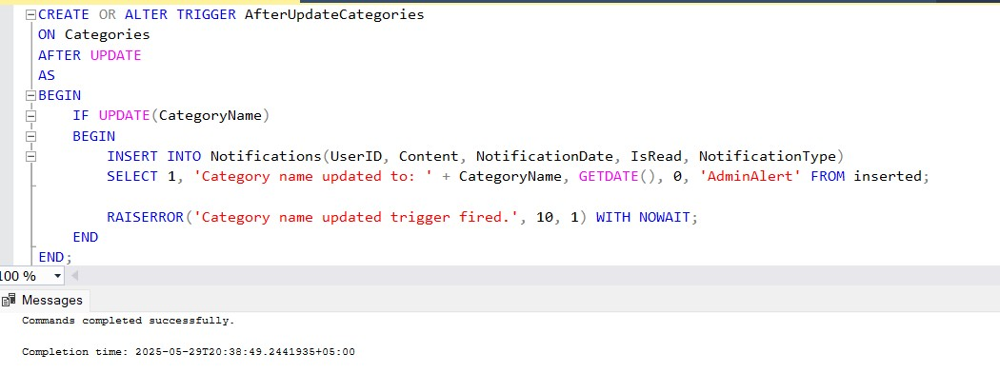 CREATE OR ALTER TRIGGER AfterUpdateCategories
ON Categories
AFTER UPDATE
AS
BEGIN
IF UPDATE(CategoryName)
BEGIN
INSERT INTO Notifications(UserID, Content, NotificationDate, IsRead, NotificationType)
SELECT 1, 'Category name updated to: ' + CategoryName, GETDATE(), 0, 'AdminAlert' FROM inserted;
RAISERROR('Category name updated trigger fired.', 10, 1) WITH NOWAIT;
END
END;
100 %
Messages
Commands completed successfully.
Completion time: 2025-05-29T20:38:49.2441935+05:00